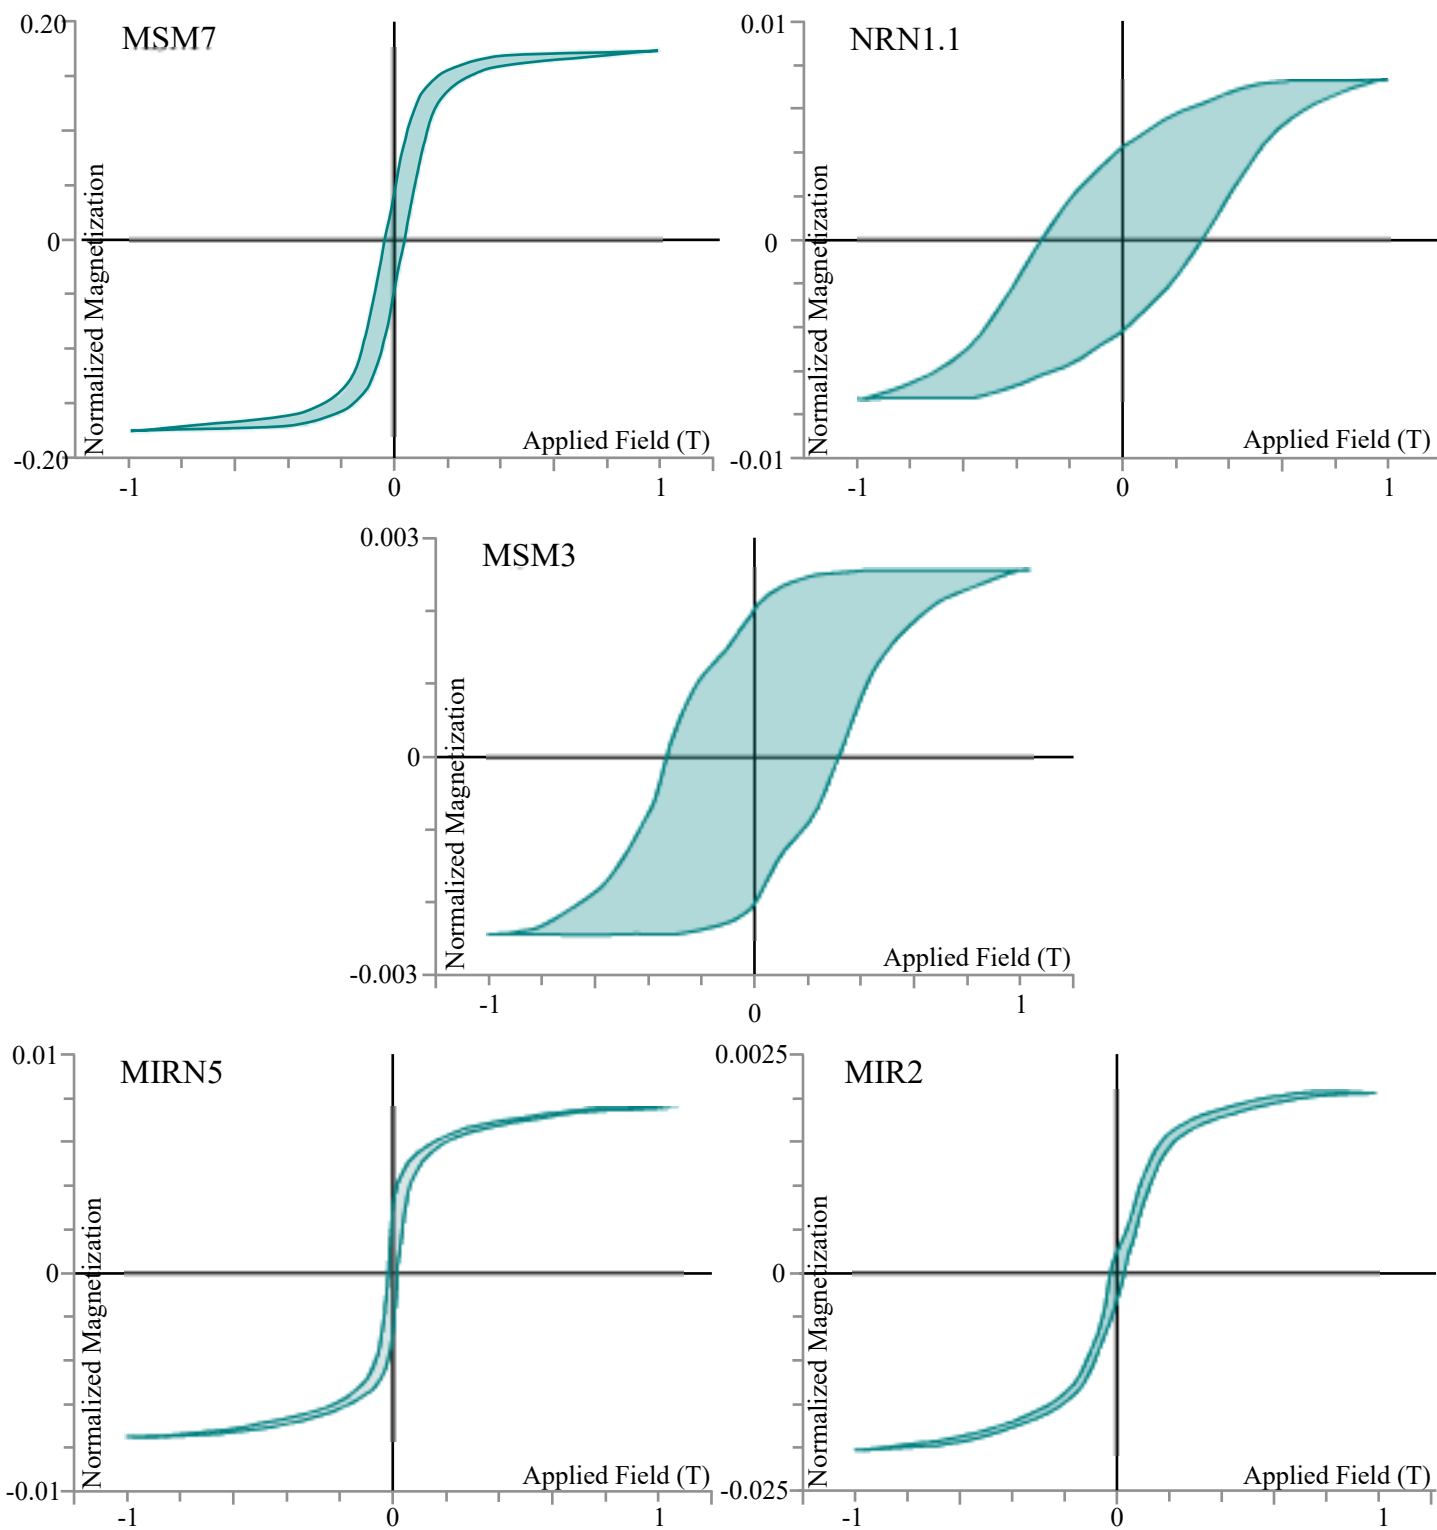 0.20
MSM7
0
-0.20
Normalized Magnetization
Applied Field (T)
-1
0
1
0.01
NRN1.1
0
-0.01
Normalized Magnetization
Applied Field (T)
-1
0
1
0.003
MSM3
0
-0.003
Normalized Magnetization
Applied Field (T)
-1
0
1
0.01
MIRN5
0
-0.01
Normalized Magnetization
Applied Field (T)
-1
0
1
0.0025
MIR2
0
-0.025
Normalized Magnetization
Applied Field (T)
-1
0
1